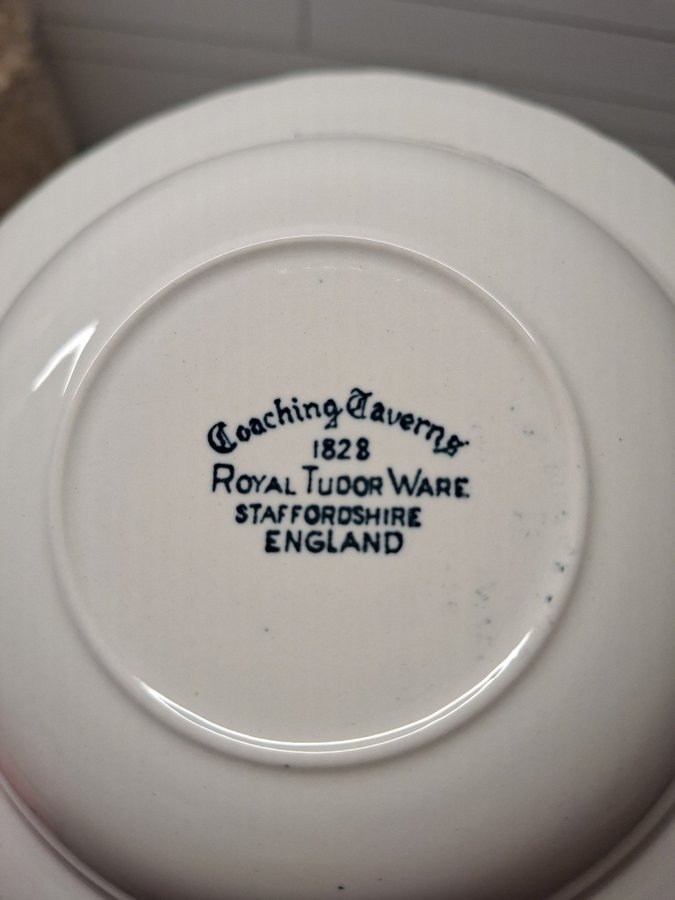 Coaching Taverns
1828
ROYAL TUDOR WARE
STAFFORDSHIRE
ENGLAND